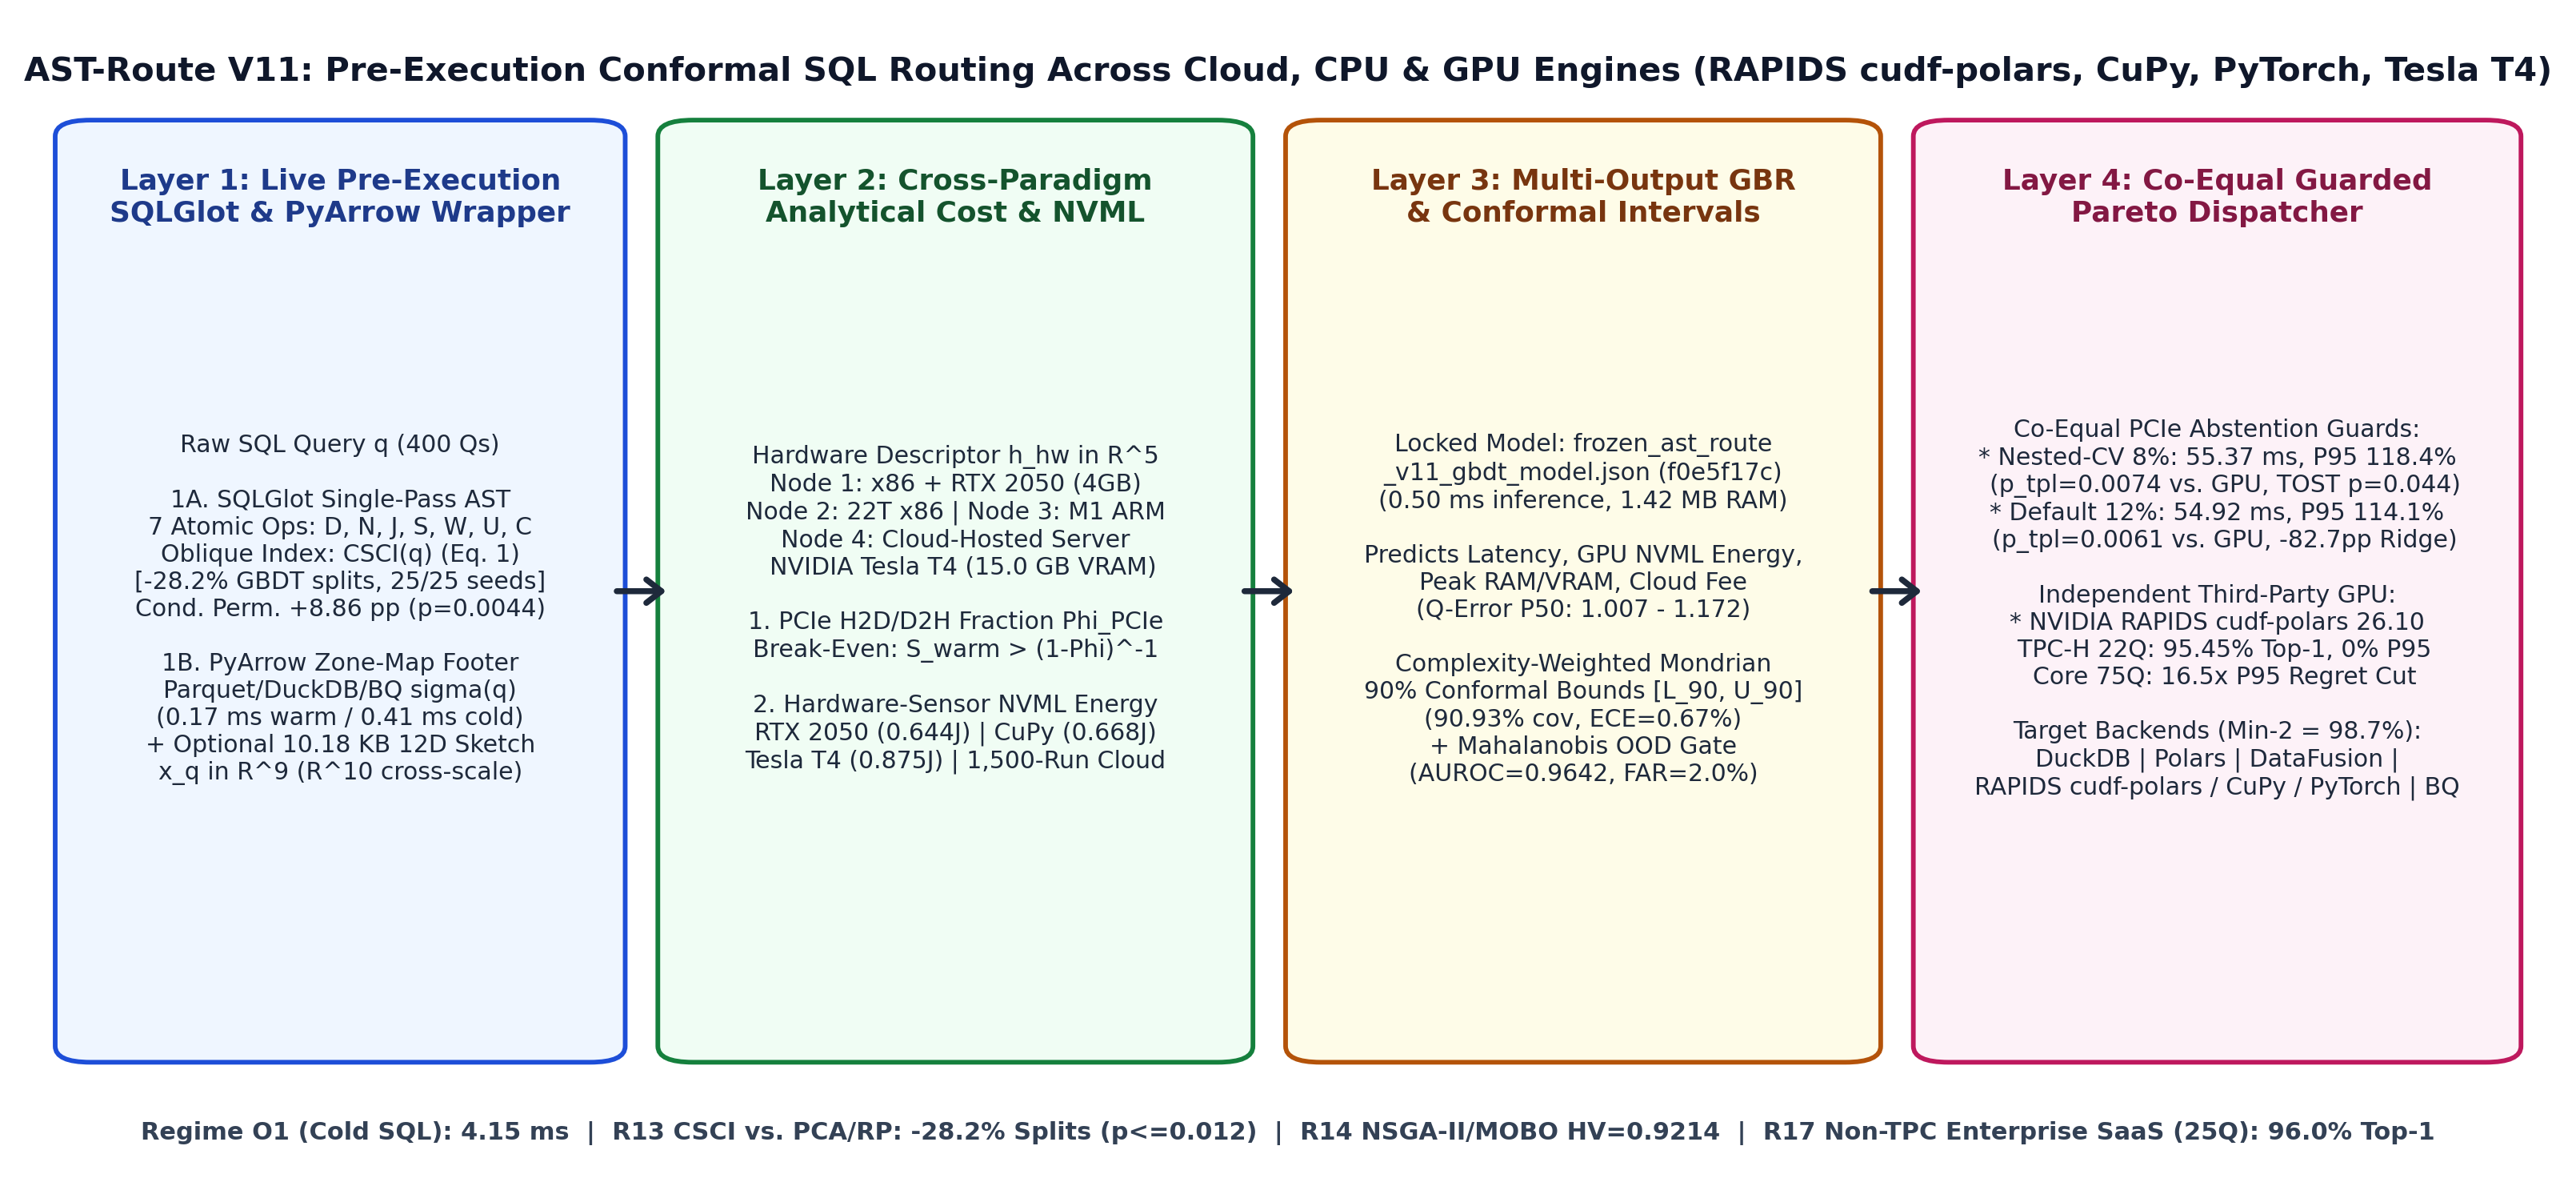 AST-Route V11: Pre-Execution Conformal SQL Routing Across Cloud, CPU & GPU Engines (RAPIDS cudf-polars, CuPy, PyTorch, Tesla T4)
Layer 1: Live Pre-Execution
SQLGlot & PyArrow Wrapper
Raw SQL Query q (400 Qs)
1A. SQLGlot Single-Pass AST
7 Atomic Ops: D, N, J, S, W, U, C
Oblique Index: CSCI(q) (Eq. 1)
[-28.2% GBDT splits, 25/25 seeds]
Cond. Perm. +8.86 pp (p=0.0044)
1B. PyArrow Zone-Map Footer
Parquet/DuckDB/BQ sigma(q)
(0.17 ms warm / 0.41 ms cold)
+ Optional 10.18 KB 12D Sketch
x_q in R^9 (R^10 cross-scale)
Layer 2: Cross-Paradigm
Analytical Cost & NVML
Hardware Descriptor h_hw in R^5
Node 1: x86 + RTX 2050 (4GB)
Node 2: 22T x86 | Node 3: M1 ARM
Node 4: Cloud-Hosted Server
NVIDIA Tesla T4 (15.0 GB VRAM)
1. PCIe H2D/D2H Fraction Phi_PCIe
Break-Even: S_warm > (1-Phi)^-1
2. Hardware-Sensor NVML Energy
RTX 2050 (0.644J) | CuPy (0.668J)
Tesla T4 (0.875J) | 1,500-Run Cloud
Layer 3: Multi-Output GBR
& Conformal Intervals
Locked Model: frozen_ast_route
_v11_gbdt_model.json (f0e5f17c)
(0.50 ms inference, 1.42 MB RAM)
Predicts Latency, GPU NVML Energy,
Peak RAM/VRAM, Cloud Fee
(Q-Error P50: 1.007 - 1.172)
Complexity-Weighted Mondrian
90% Conformal Bounds [L_90, U_90]
(90.93% cov, ECE=0.67%)
+ Mahalanobis OOD Gate
(AUROC=0.9642, FAR=2.0%)
Layer 4: Co-Equal Guarded
Pareto Dispatcher
Co-Equal PCIe Abstention Guards:
* Nested-CV 8%: 55.37 ms, P95 118.4%
(p_tpl=0.0074 vs. GPU, TOST p=0.044)
* Default 12%: 54.92 ms, P95 114.1%
(p_tpl=0.0061 vs. GPU, -82.7pp Ridge)
Independent Third-Party GPU:
* NVIDIA RAPIDS cudf-polars 26.10
TPC-H 22Q: 95.45% Top-1, 0% P95
Core 75Q: 16.5x P95 Regret Cut
Target Backends (Min-2 = 98.7%):
DuckDB | Polars | DataFusion |
RAPIDS cudf-polars / CuPy / PyTorch | BQ
Regime O1 (Cold SQL): 4.15 ms | R13 CSCI vs. PCA/RP: -28.2% Splits (p<=0.012) | R14 NSGA-II/MOBO HV=0.9214 | R17 Non-TPC Enterprise SaaS (25Q): 96.0% Top-1